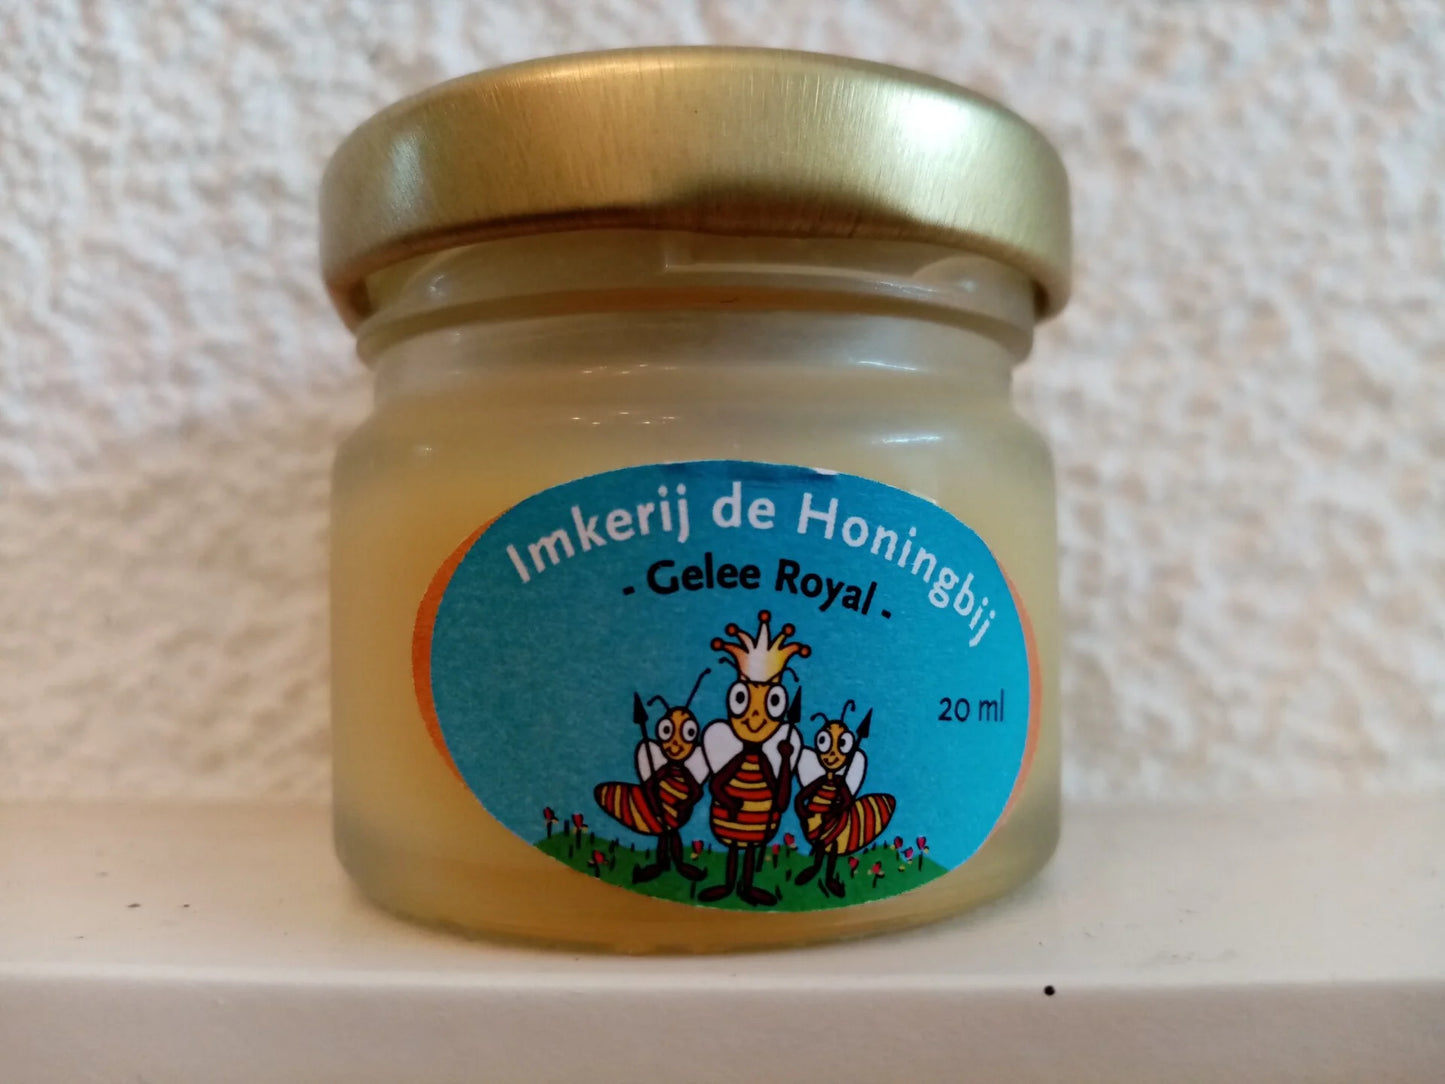 Imkerij de Honingbij
- Gelee Royal -
20 ml